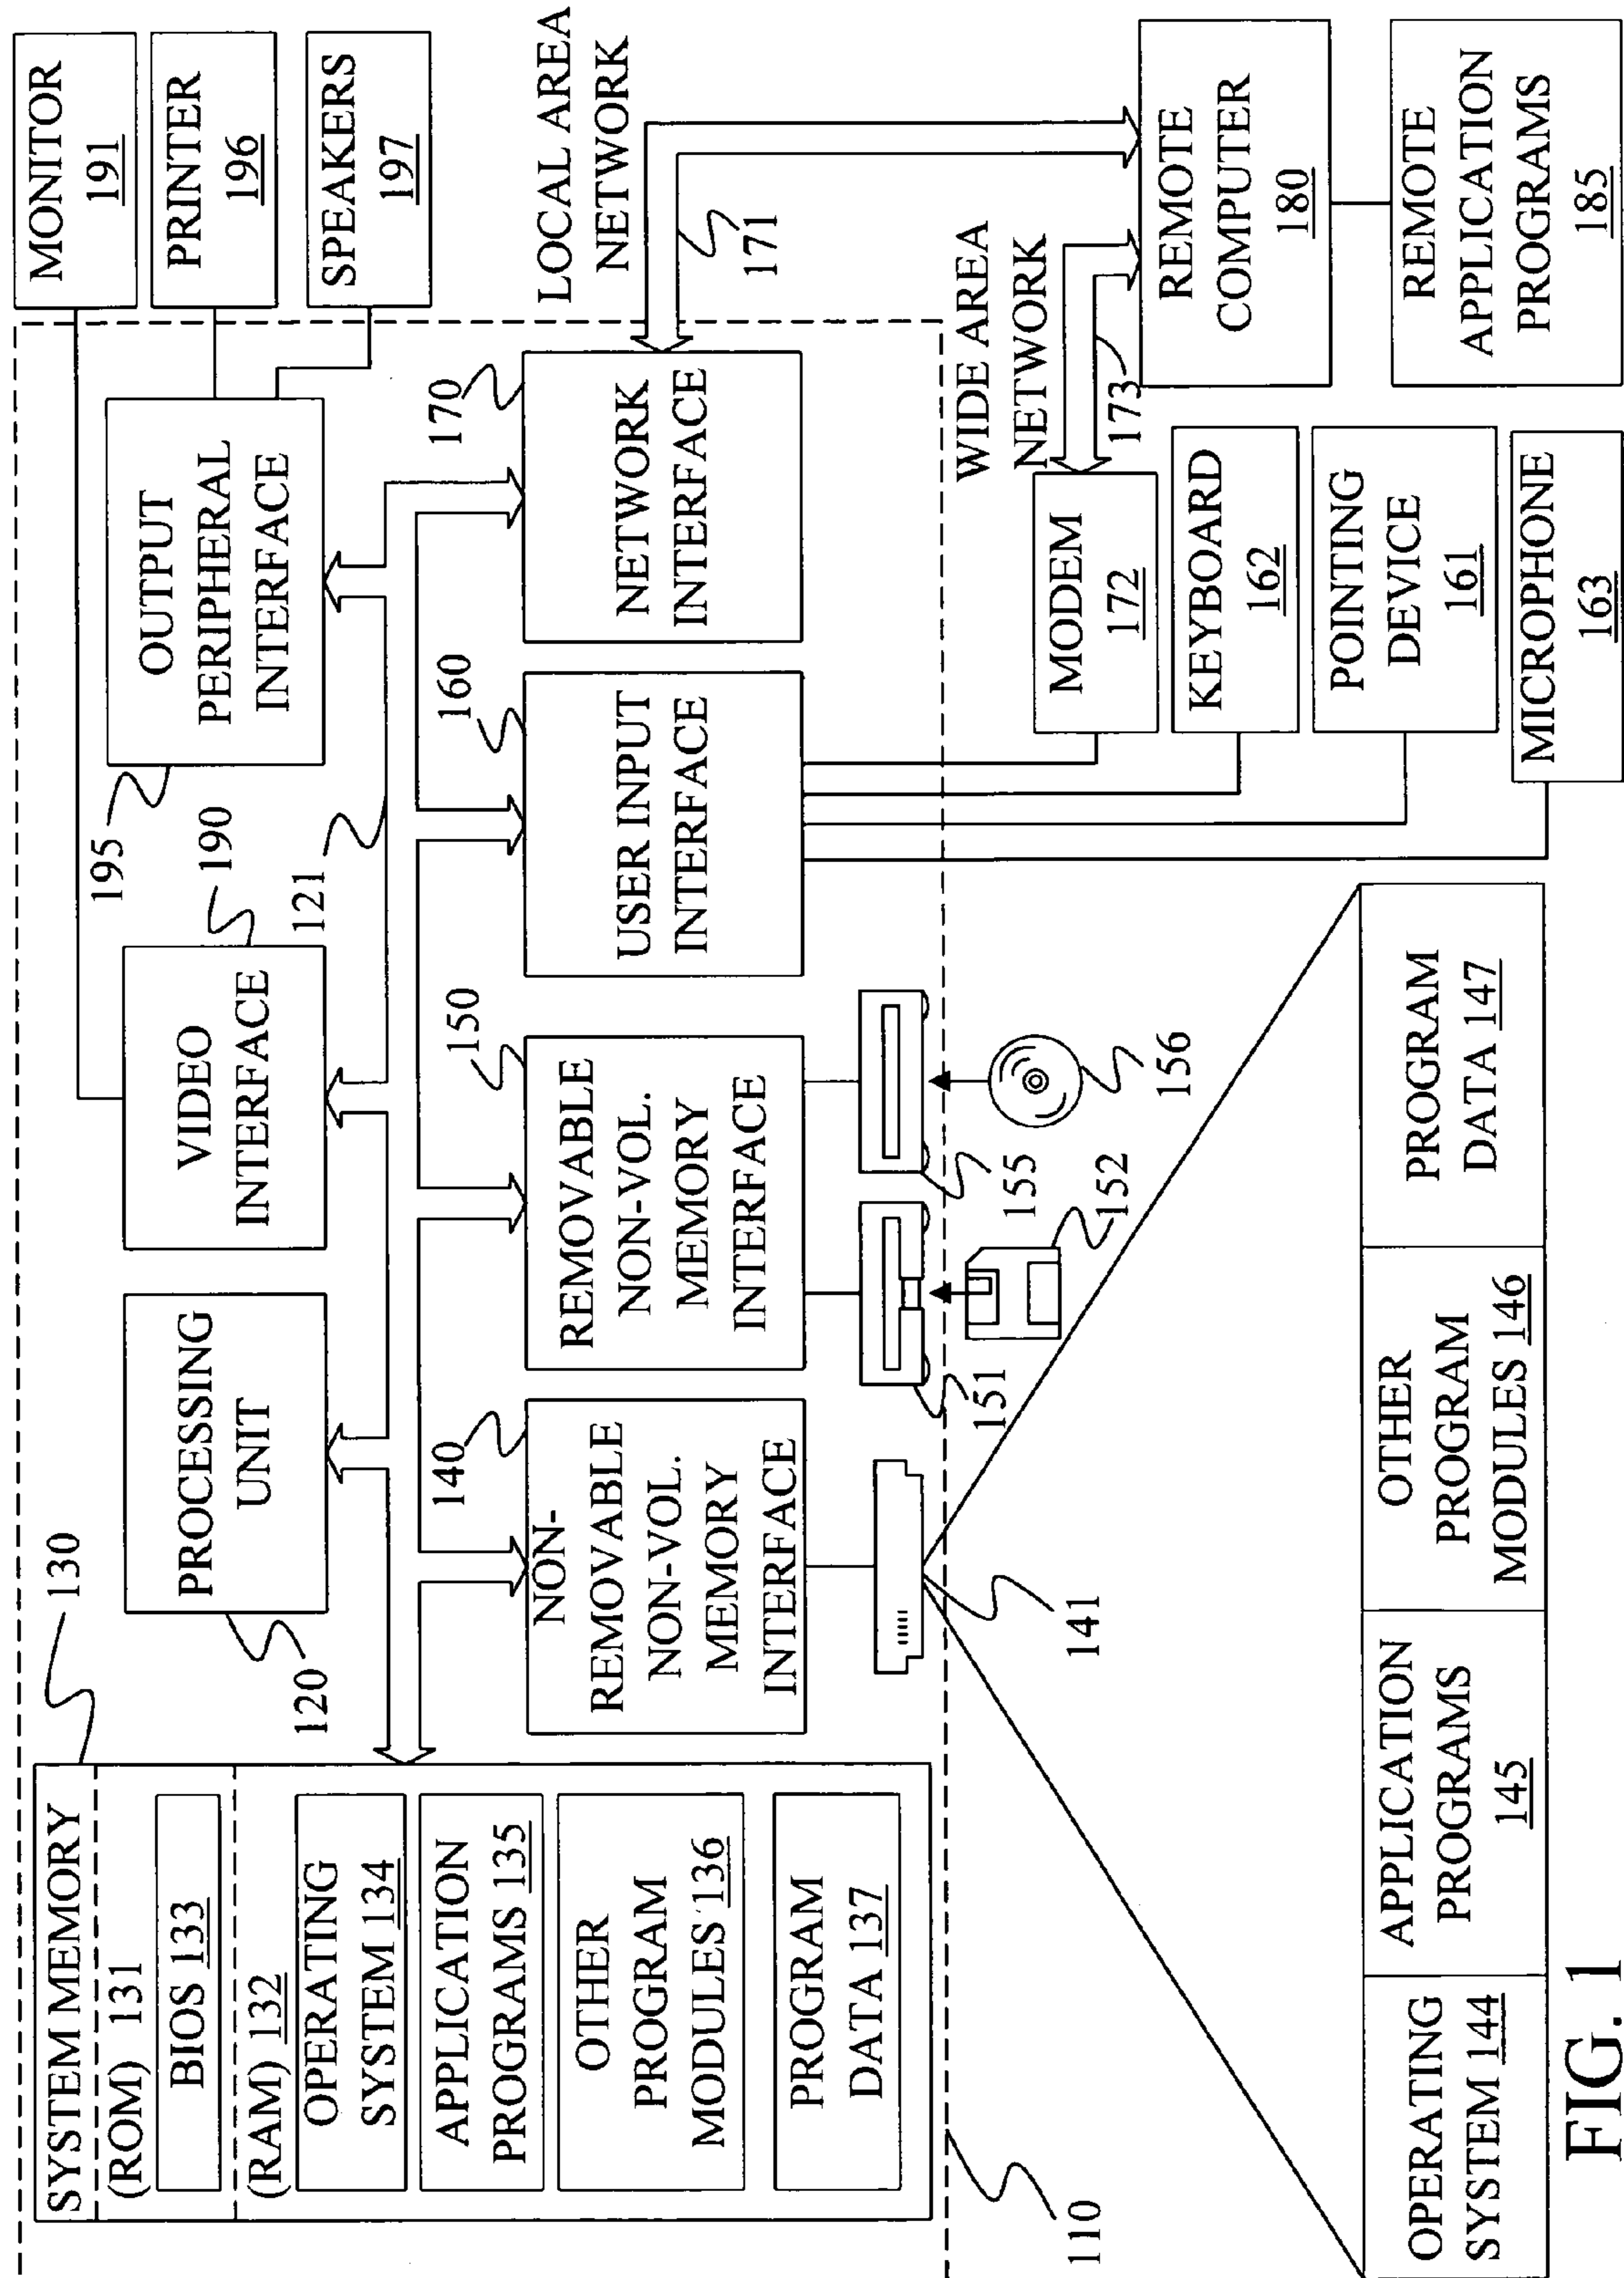 SYSTEM MEMORY
(ROM) 131
BIOS 133
(RAM) 132
OPERATING
SYSTEM 134
APPLICATION
PROGRAMS 135
OTHER
PROGRAM
MODULES 136
PROGRAM
DATA 137
130
PROCESSING
UNIT
120
VIDEO
INTERFACE
190
OUTPUT
PERIPHERAL
INTERFACE
195
121
MONITOR
191
PRINTER
196
SPEAKERS
197
NON-
REMOVABLE
NON-VOL.
MEMORY
INTERFACE
140
REMOVABLE
NON-VOL.
MEMORY
INTERFACE
150
USER INPUT
INTERFACE
160
NETWORK
INTERFACE
170
LOCAL AREA
NETWORK
171
WIDE AREA
NETWORK
173
141
151
152
155
156
110
MODEM
172
KEYBOARD
162
POINTING
DEVICE
161
MICROPHONE
163
REMOTE
COMPUTER
180
REMOTE
APPLICATION
PROGRAMS
185
OPERATING
SYSTEM 144
APPLICATION
PROGRAMS
145
OTHER
PROGRAM
MODULES 146
PROGRAM
DATA 147
FIG. 1